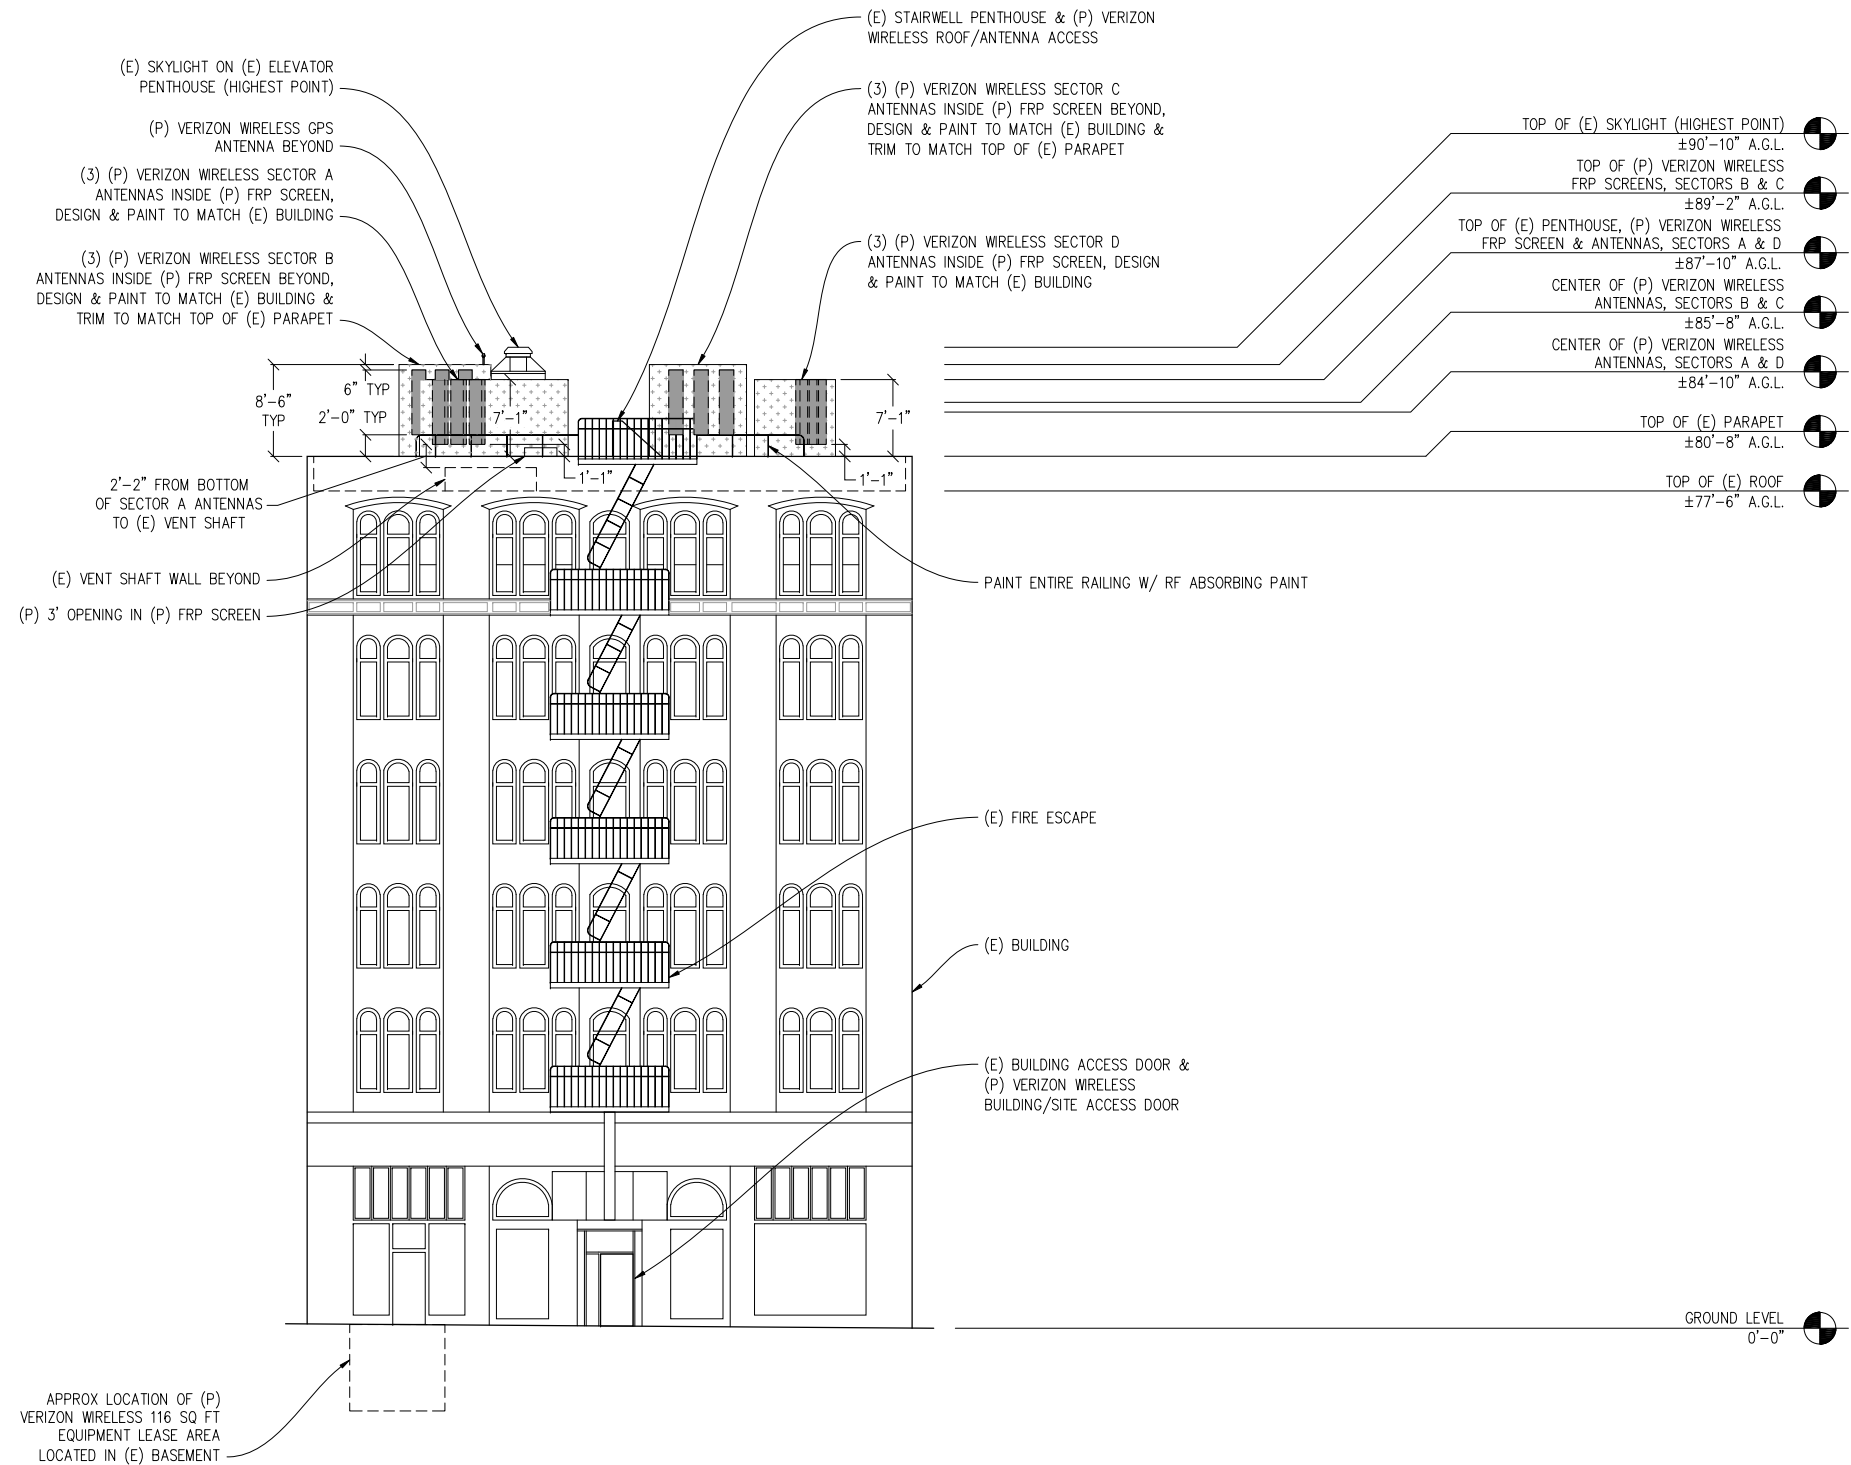 (E) STAIRWELL PENTHOUSE & (P) VERIZON
WIRELESS ROOF/ANTENNA ACCESS
(E) SKYLIGHT ON (E) ELEVATOR
PENTHOUSE (HIGHEST POINT)
(P) VERIZON WIRELESS GPS
ANTENNA BEYOND
(3) (P) VERIZON WIRELESS SECTOR A
ANTENNAS INSIDE (P) FRP SCREEN,
DESIGN & PAINT TO MATCH (E) BUILDING
(3) (P) VERIZON WIRELESS SECTOR B
ANTENNAS INSIDE (P) FRP SCREEN BEYOND,
DESIGN & PAINT TO MATCH (E) BUILDING &
TRIM TO MATCH TOP OF (E) PARAPET
(3) (P) VERIZON WIRELESS SECTOR C
ANTENNAS INSIDE (P) FRP SCREEN BEYOND,
DESIGN & PAINT TO MATCH (E) BUILDING &
TRIM TO MATCH TOP OF (E) PARAPET
(3) (P) VERIZON WIRELESS SECTOR D
ANTENNAS INSIDE (P) FRP SCREEN, DESIGN
& PAINT TO MATCH (E) BUILDING
TOP OF (E) SKYLIGHT (HIGHEST POINT)
±90'-10" A.G.L.
TOP OF (P) VERIZON WIRELESS
FRP SCREENS, SECTORS B & C
±89'-2" A.G.L.
TOP OF (E) PENTHOUSE, (P) VERIZON WIRELESS
FRP SCREEN & ANTENNAS, SECTORS A & D
±87'-10" A.G.L.
CENTER OF (P) VERIZON WIRELESS
ANTENNAS, SECTORS B & C
±85'-8" A.G.L.
CENTER OF (P) VERIZON WIRELESS
ANTENNAS, SECTORS A & D
±84'-10" A.G.L.
TOP OF (E) PARAPET
±80'-8" A.G.L.
TOP OF (E) ROOF
±77'-6" A.G.L.
8'-6"
TYP
6" TYP
2'-0" TYP
7'-1"
7'-1"
1'-1"
1'-1"
2'-2" FROM BOTTOM
OF SECTOR A ANTENNAS
TO (E) VENT SHAFT
(E) VENT SHAFT WALL BEYOND
(P) 3' OPENING IN (P) FRP SCREEN
PAINT ENTIRE RAILING W/ RF ABSORBING PAINT
(E) FIRE ESCAPE
(E) BUILDING
(E) BUILDING ACCESS DOOR &
(P) VERIZON WIRELESS
BUILDING/SITE ACCESS DOOR
GROUND LEVEL
0'-0"
APPROX LOCATION OF (P)
VERIZON WIRELESS 116 SQ FT
EQUIPMENT LEASE AREA
LOCATED IN (E) BASEMENT